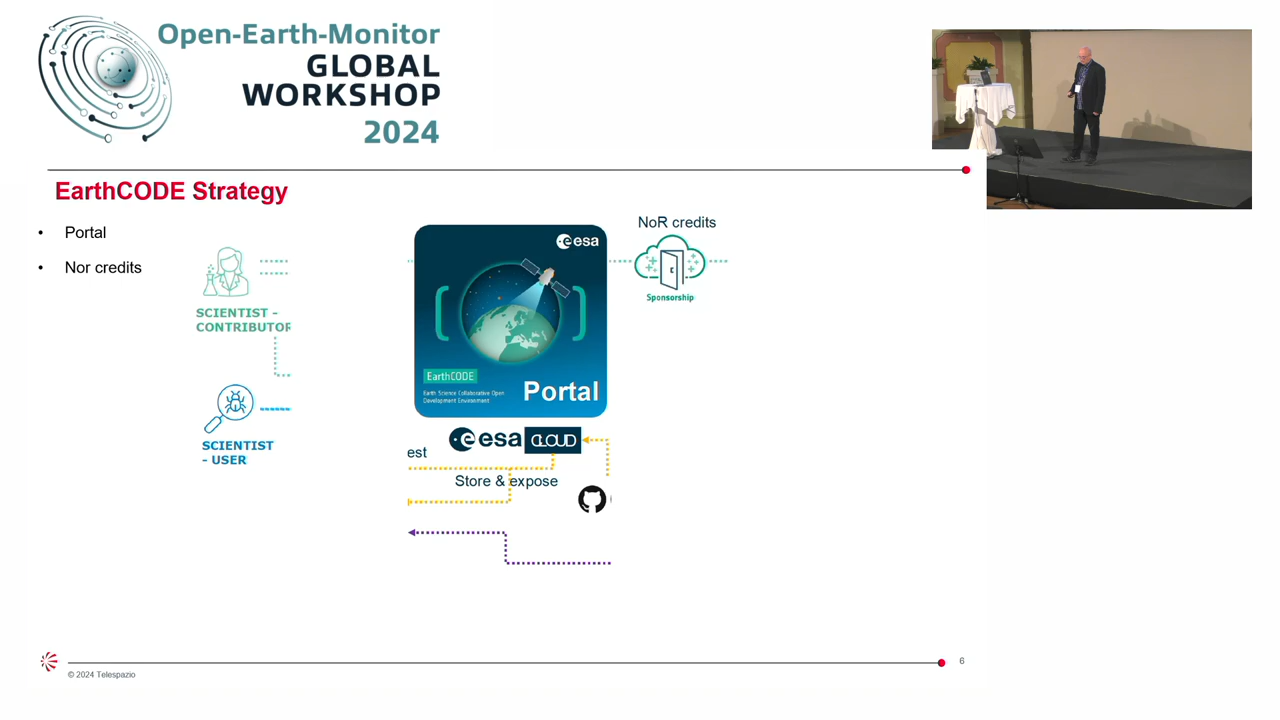 Open-Earth-Monitor
GLOBAL
WORKSHOP
2024
EarthCODE Strategy
• Portal
• Nor credits
SCIENTIST -
CONTRIBUTOR
SCIENTIST
- USER
esa
EarthCODE
Earth Science Collaborative Open
Development Environment
Portal
esa CLOUD
est
Store & expose
NoR credits
Sponsorship
© 2024 Telespazio
6